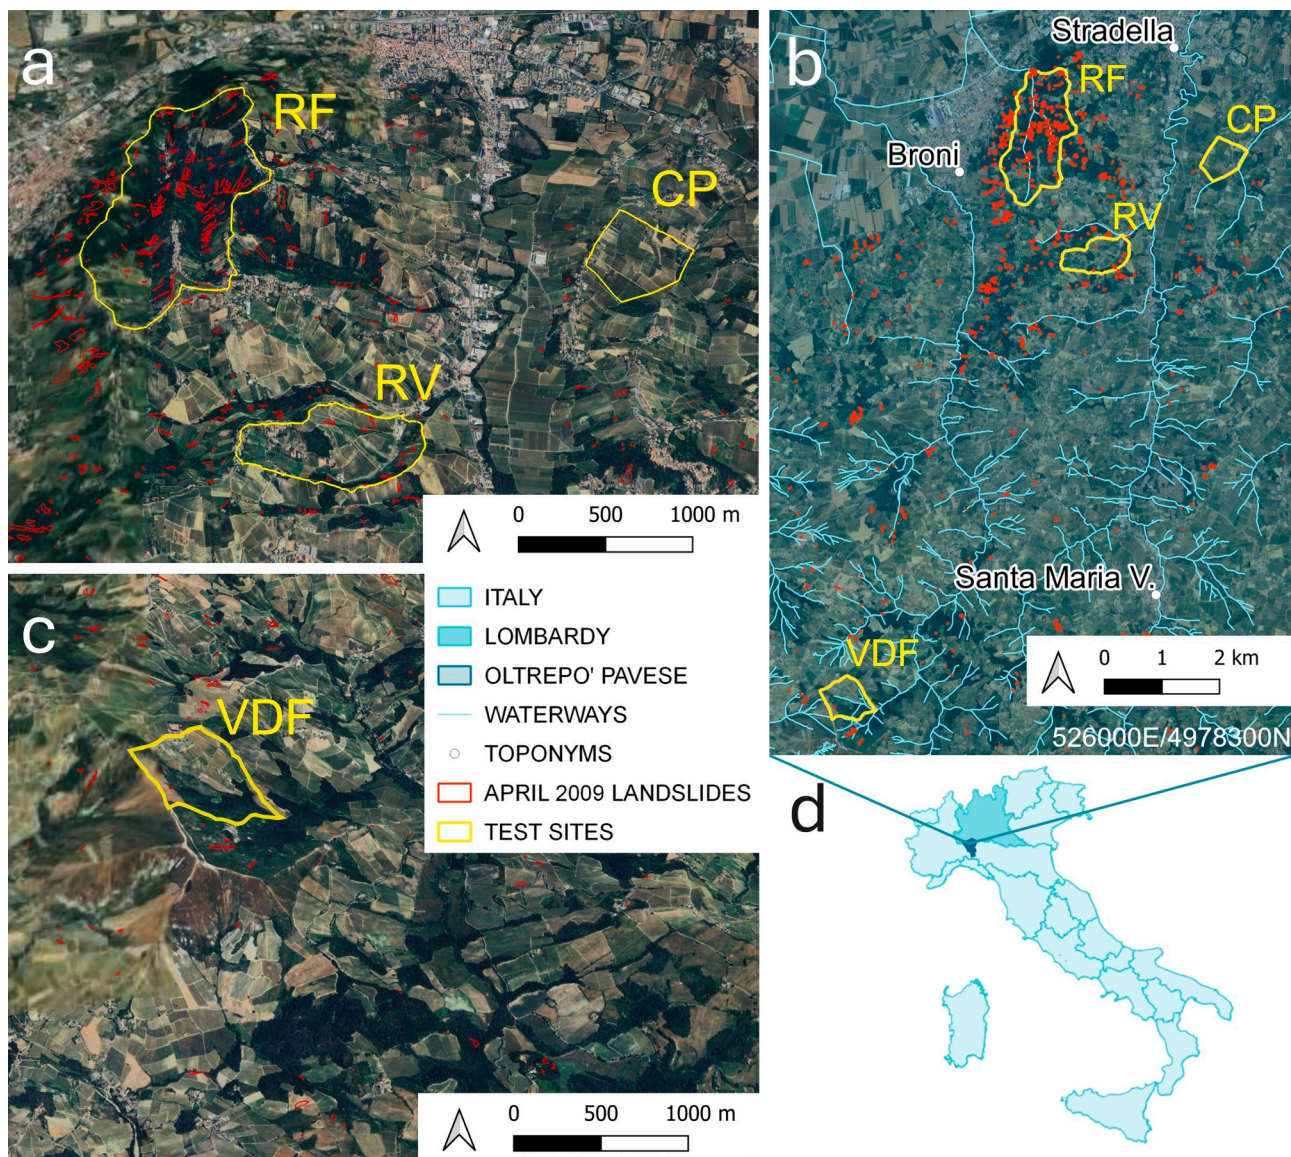 a
RF
CP
RV
0 500 1000 m
b
Stradella
RF
CP
Broni
RV
Santa Maria V.
VDF
0 1 2 km
526000E/4978300N
c
VDF
ITALY
LOMBARDY
OLTREPO' PAVESE
WATERWAYS
TOPONYMS
APRIL 2009 LANDSLIDES
TEST SITES
0 500 1000 m
d